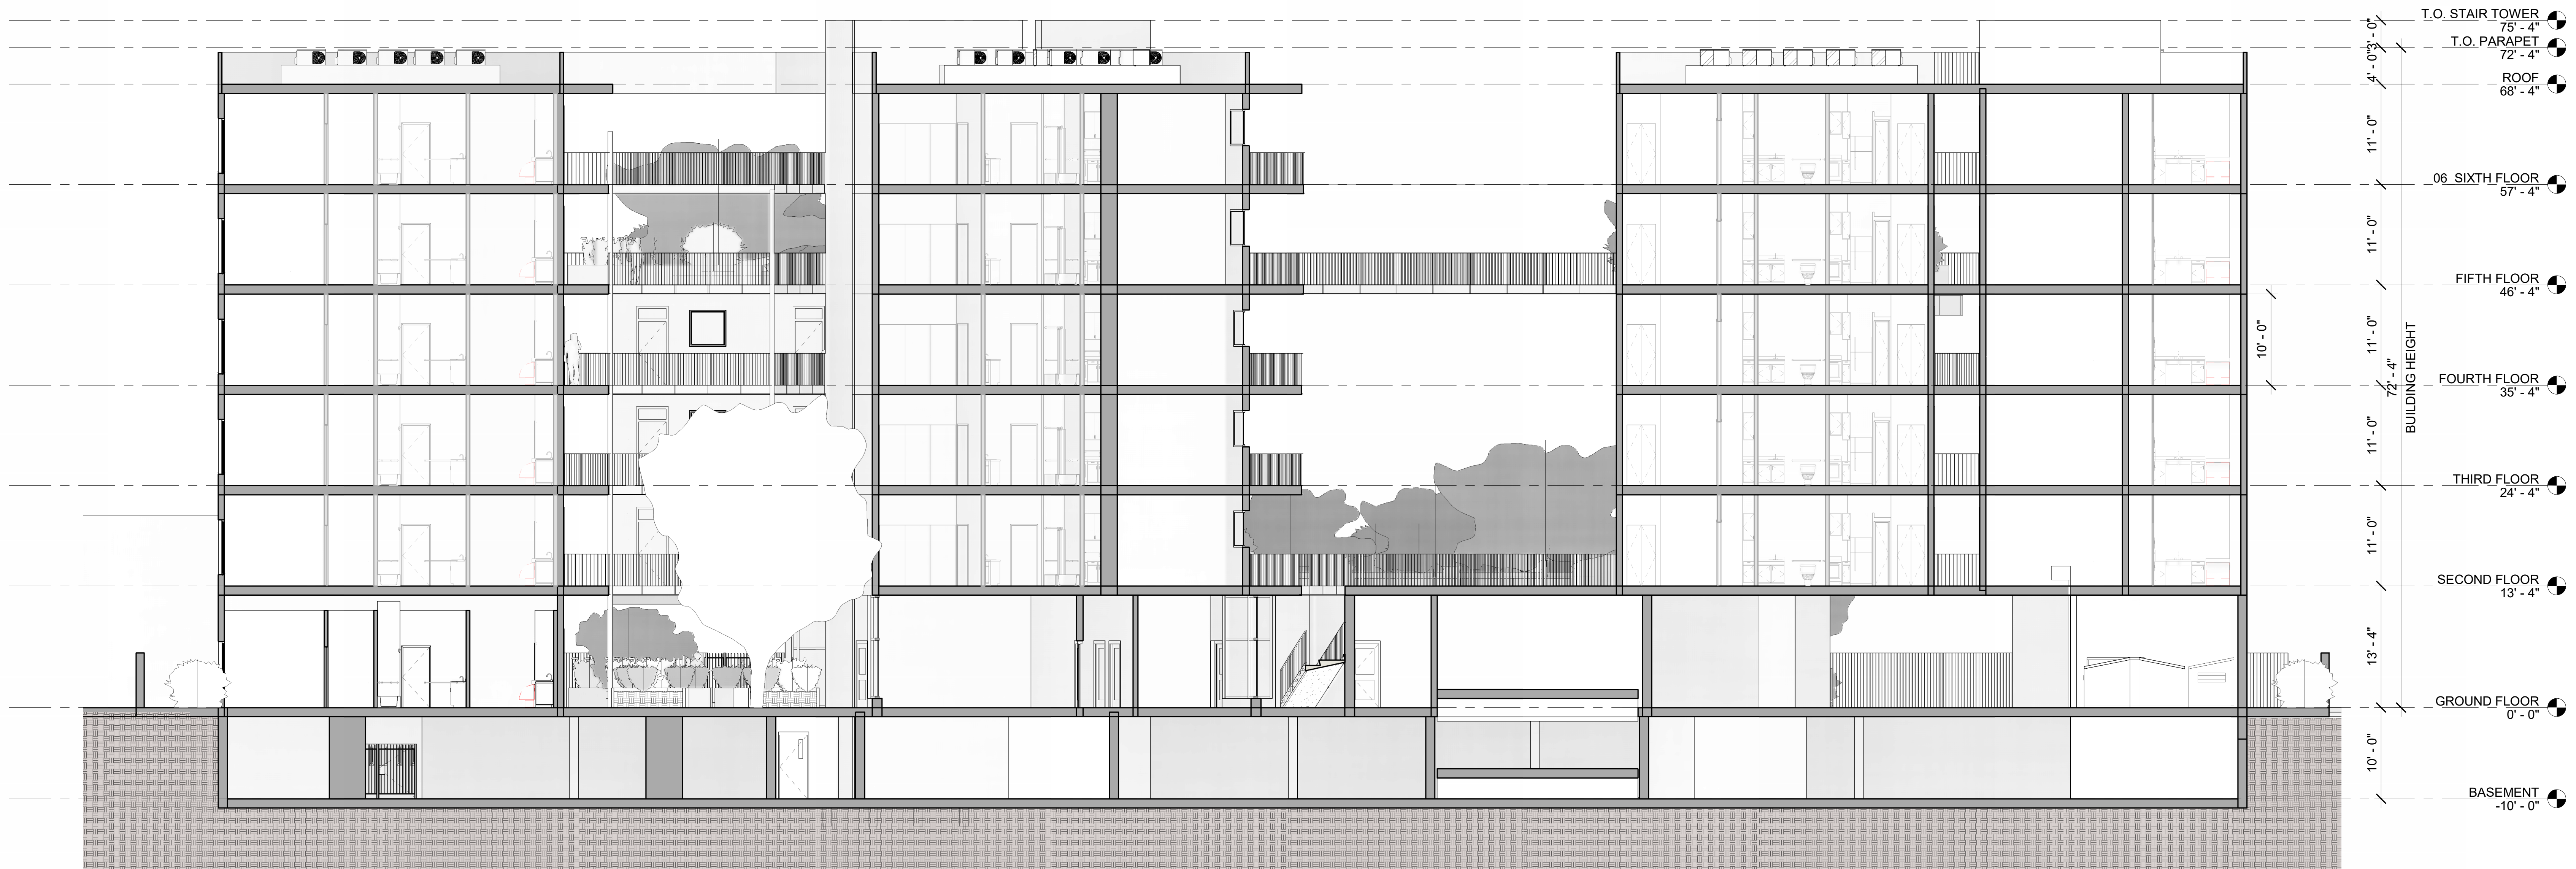 T.O. STAIR TOWER
75' - 4"
3' - 0"
T.O. PARAPET
72' - 4"
4' - 0"
ROOF
68' - 4"
11' - 0"
06_SIXTH FLOOR
57' - 4"
11' - 0"
FIFTH FLOOR
46' - 4"
11' - 0"
10' - 0"
72' - 4"
BUILDING HEIGHT
FOURTH FLOOR
35' - 4"
11' - 0"
THIRD FLOOR
24' - 4"
11' - 0"
SECOND FLOOR
13' - 4"
13' - 4"
GROUND FLOOR
0' - 0"
10' - 0"
BASEMENT
-10' - 0"